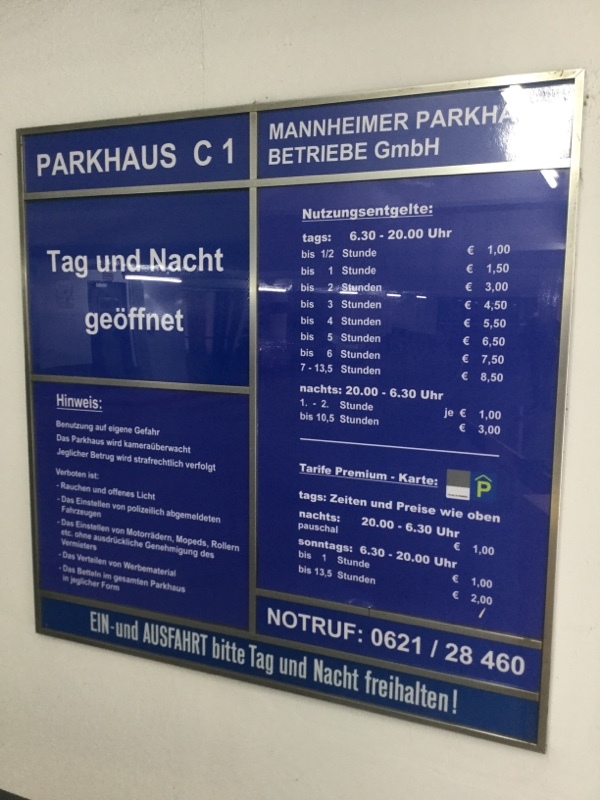 PARKHAUS C 1
Tag und Nacht
geöffnet
Hinweis:
Benutzung auf eigene Gefahr
Das Parkhaus wird kameraüberwacht
Jeglicher Betrug wird strafrechtlich verfolgt
Verboten ist:
- Rauchen und offenes Licht
- Das Einstellen von polizeilich abgemeldeten
Fahrzeugen
- Das Einstellen von Motorrädern, Mopeds, Rollern
etc. ohne ausdrückliche Genehmigung des
Vermieters
- Das Verteilen von Werbematerial
- Das Betteln im gesamten Parkhaus
in jeglicher Form
MANNHEIMER PARKHA
BETRIEBE GmbH
Nutzungsentgelte:
tags: 6.30 - 20.00 Uhr
bis 1/2 Stunde € 1,00
bis 1 Stunde € 1,50
bis 2 Stunden € 3,00
bis 3 Stunden € 4,50
bis 4 Stunden € 5,50
bis 5 Stunden € 6,50
bis 6 Stunden € 7,50
7 - 13,5 Stunden € 8,50
nachts: 20.00 - 6.30 Uhr
1. - 2. Stunde je € 1,00
bis 10,5 Stunden € 3,00
Tarife Premium - Karte:
P
tags: Zeiten und Preise wie oben
nachts: 20.00 - 6.30 Uhr
pauschal € 1,00
sonntags: 6.30 - 20.00 Uhr
bis 1 Stunde € 1,00
bis 13,5 Stunden € 2,00
NOTRUF: 0621 / 28 460
EIN-und AUSFAHRT bitte Tag und Nacht freihalten!